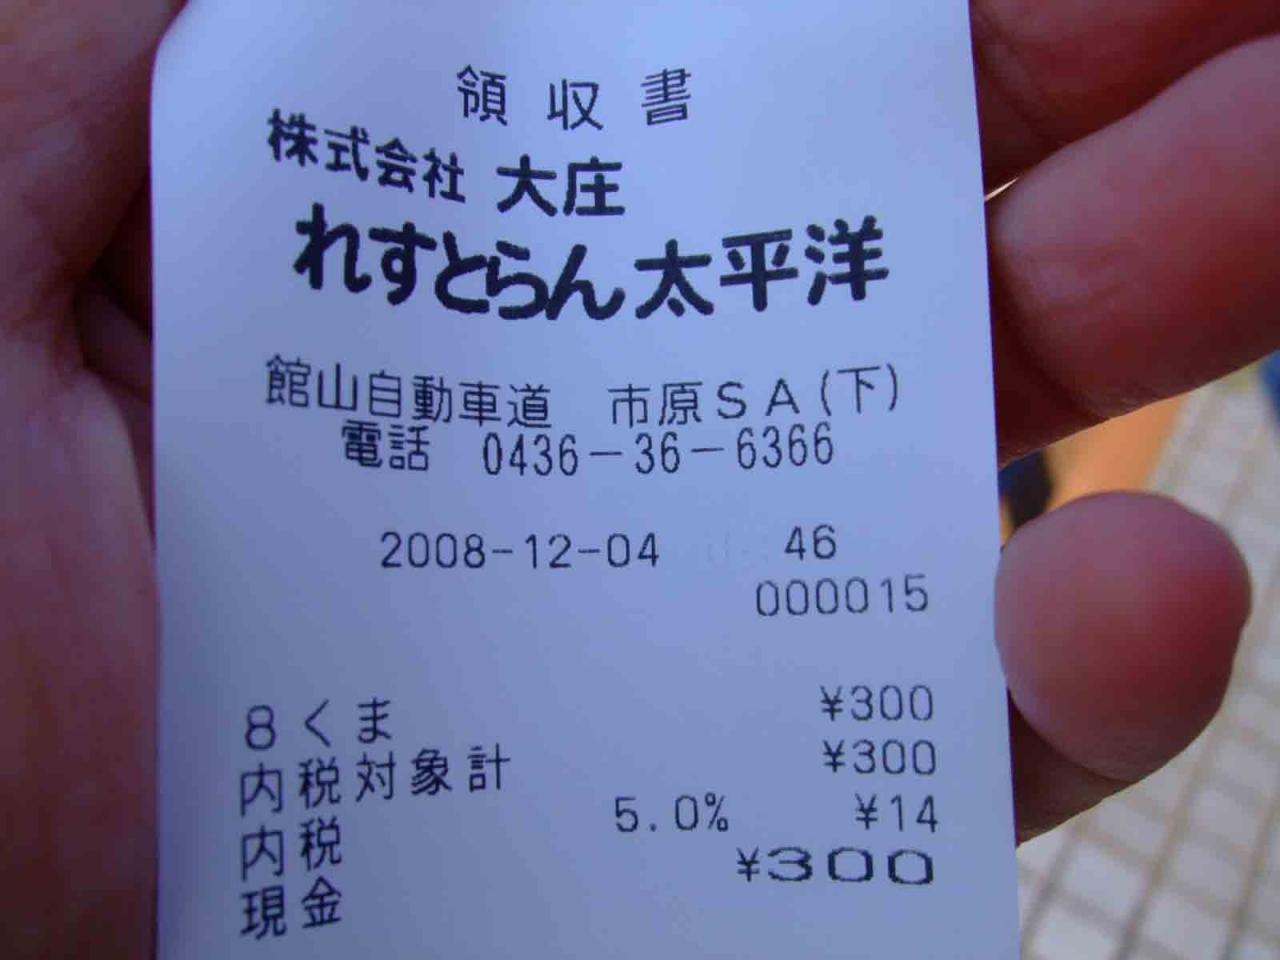 領収書
株式会社 大庄
れすとらん太平洋
館山自動車道 市原SA(下)
電話 0436-36-6366
2008-12-04 46
000015
8くま ¥300
内税対象計 ¥300
内税 5.0% ¥14
現金 ¥300